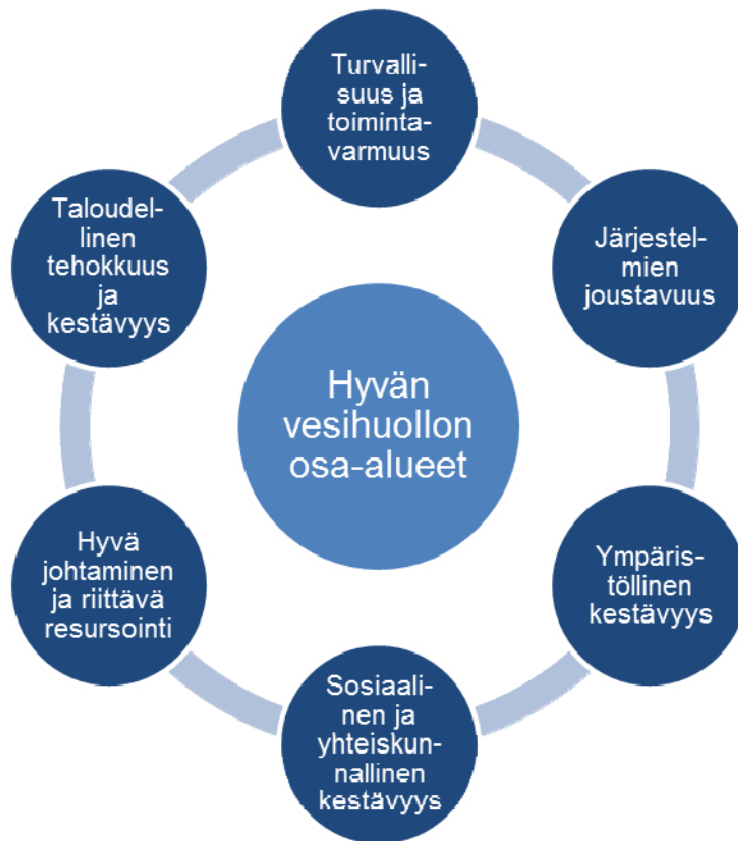 Turvalli-
suus ja
toiminta-
varmuus
Järjestel-
mien
joustavuus
Ympäris-
töllinen
kestävyys
Sosiaali-
nen ja
yhteiskun-
nallinen
kestävyys
Hyvä
johtaminen
ja riittävä
resursointi
Taloudel-
linen
tehokkuus
ja
kestävyys
Hyvän
vesihuollon
osa-alueet